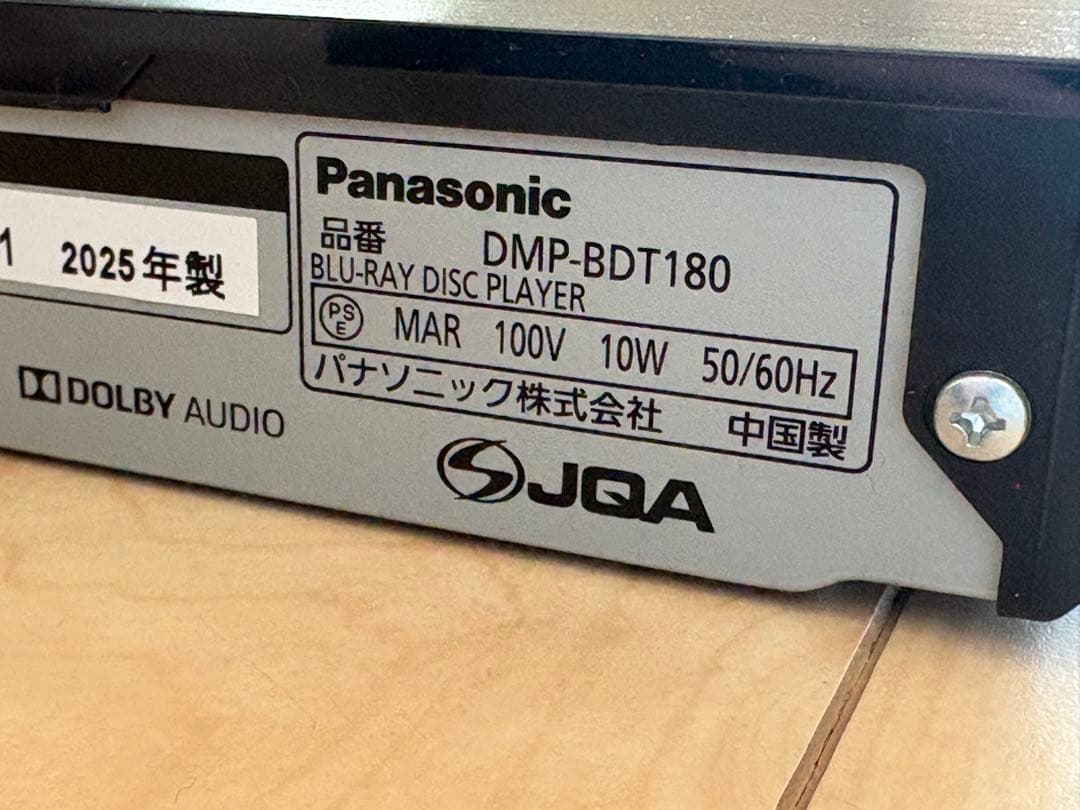 1 2025年製
DOLBY AUDIO
Panasonic
品番 DMP-BDT180
BLU-RAY DISC PLAYER
PS E MAR 100V 10W 50/60Hz
パナソニック株式会社 中国製
JQA